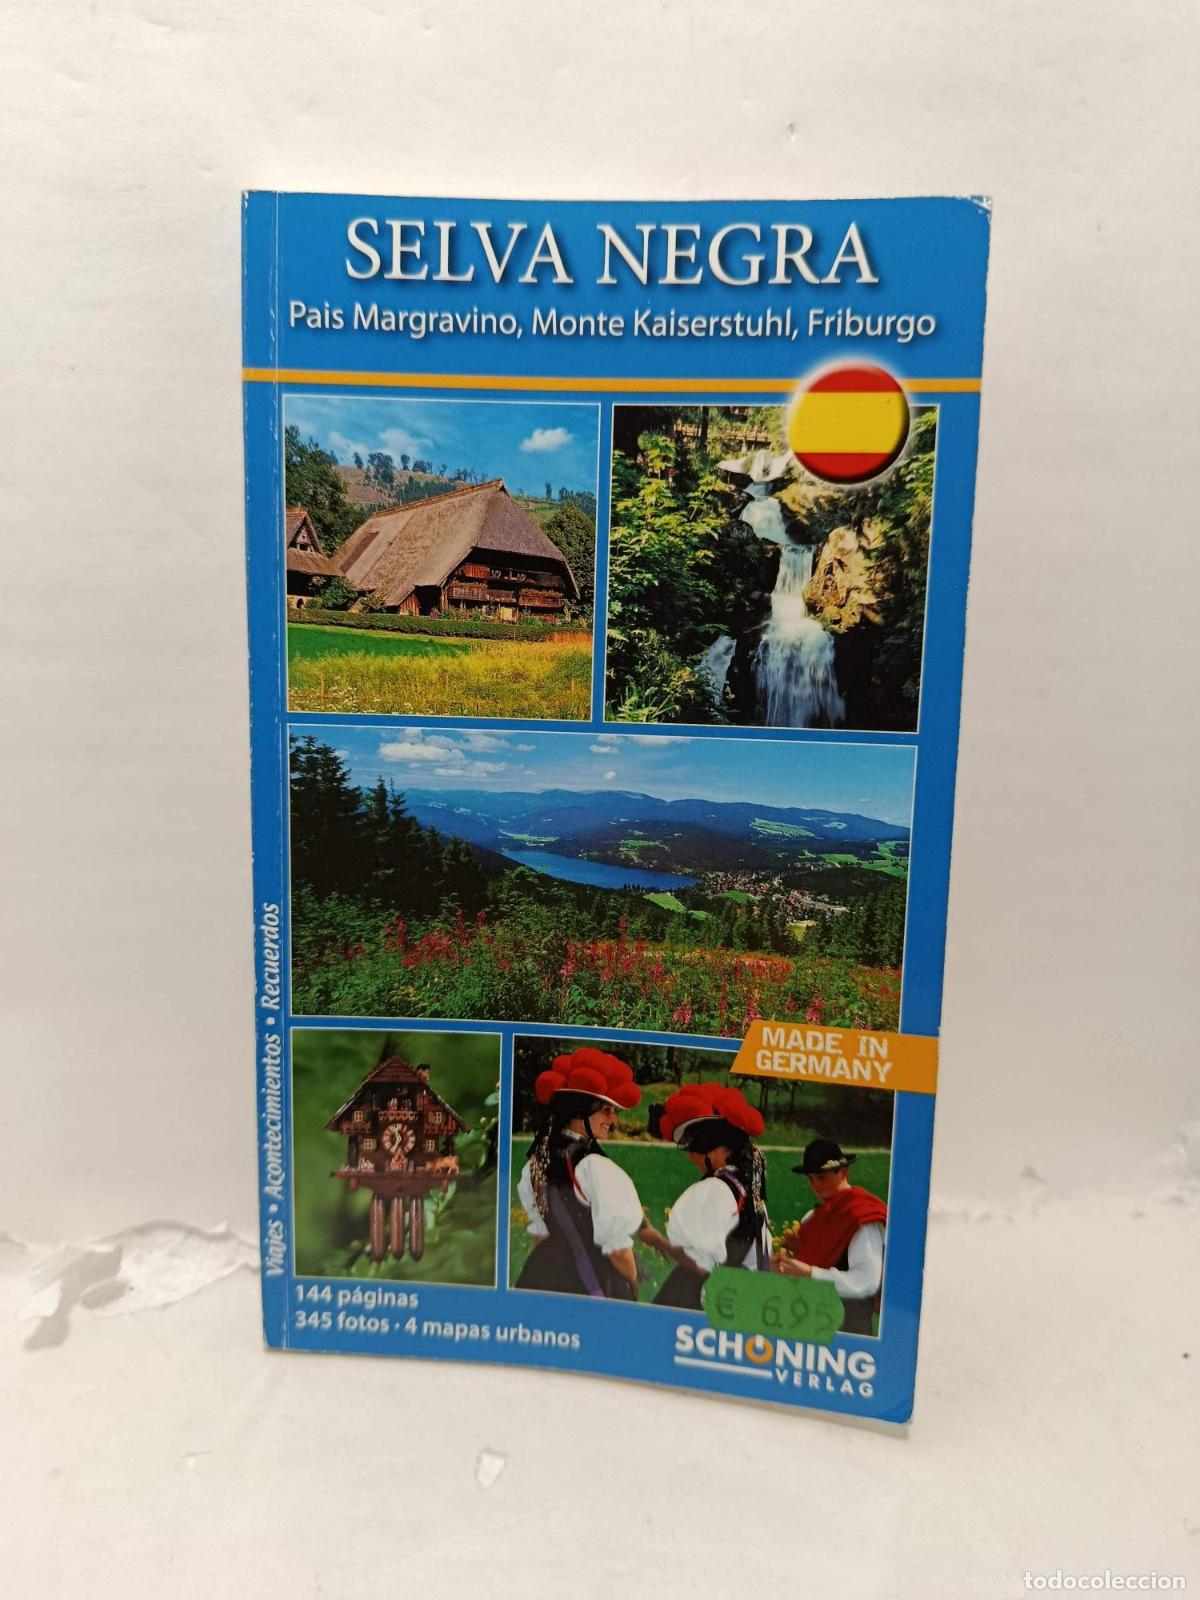 SELVA NEGRA
Pais Margravino, Monte Kaiserstuhl, Friburgo
Viajes • Acontecimientos • Recuerdos
MADE IN
GERMANY
144 páginas
345 fotos • 4 mapas urbanos
€ 6,95
SCHÖNING
VERLAG
todocoleccion